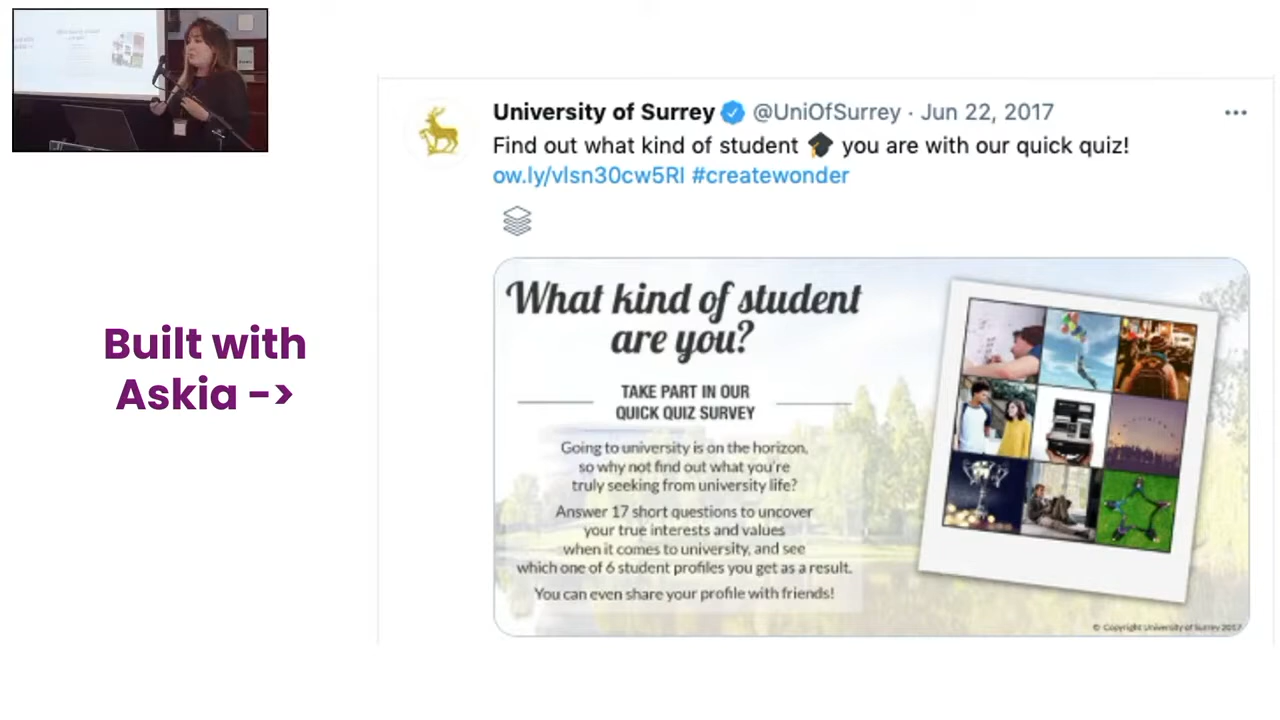 University of Surrey @UniOfSurrey · Jun 22, 2017 ···
Find out what kind of student 🎓 you are with our quick quiz!
ow.ly/vlsn30cw5Rl #createwonder
Built with
Askia ->
What kind of student
are you?
TAKE PART IN OUR
QUICK QUIZ SURVEY
Going to university is on the horizon,
so why not find out what you're
truly seeking from university life?
Answer 17 short questions to uncover
your true interests and values
when it comes to university, and see
which one of 6 student profiles you get as a result.
You can even share your profile with friends!
© Copyright University of Surrey 2017